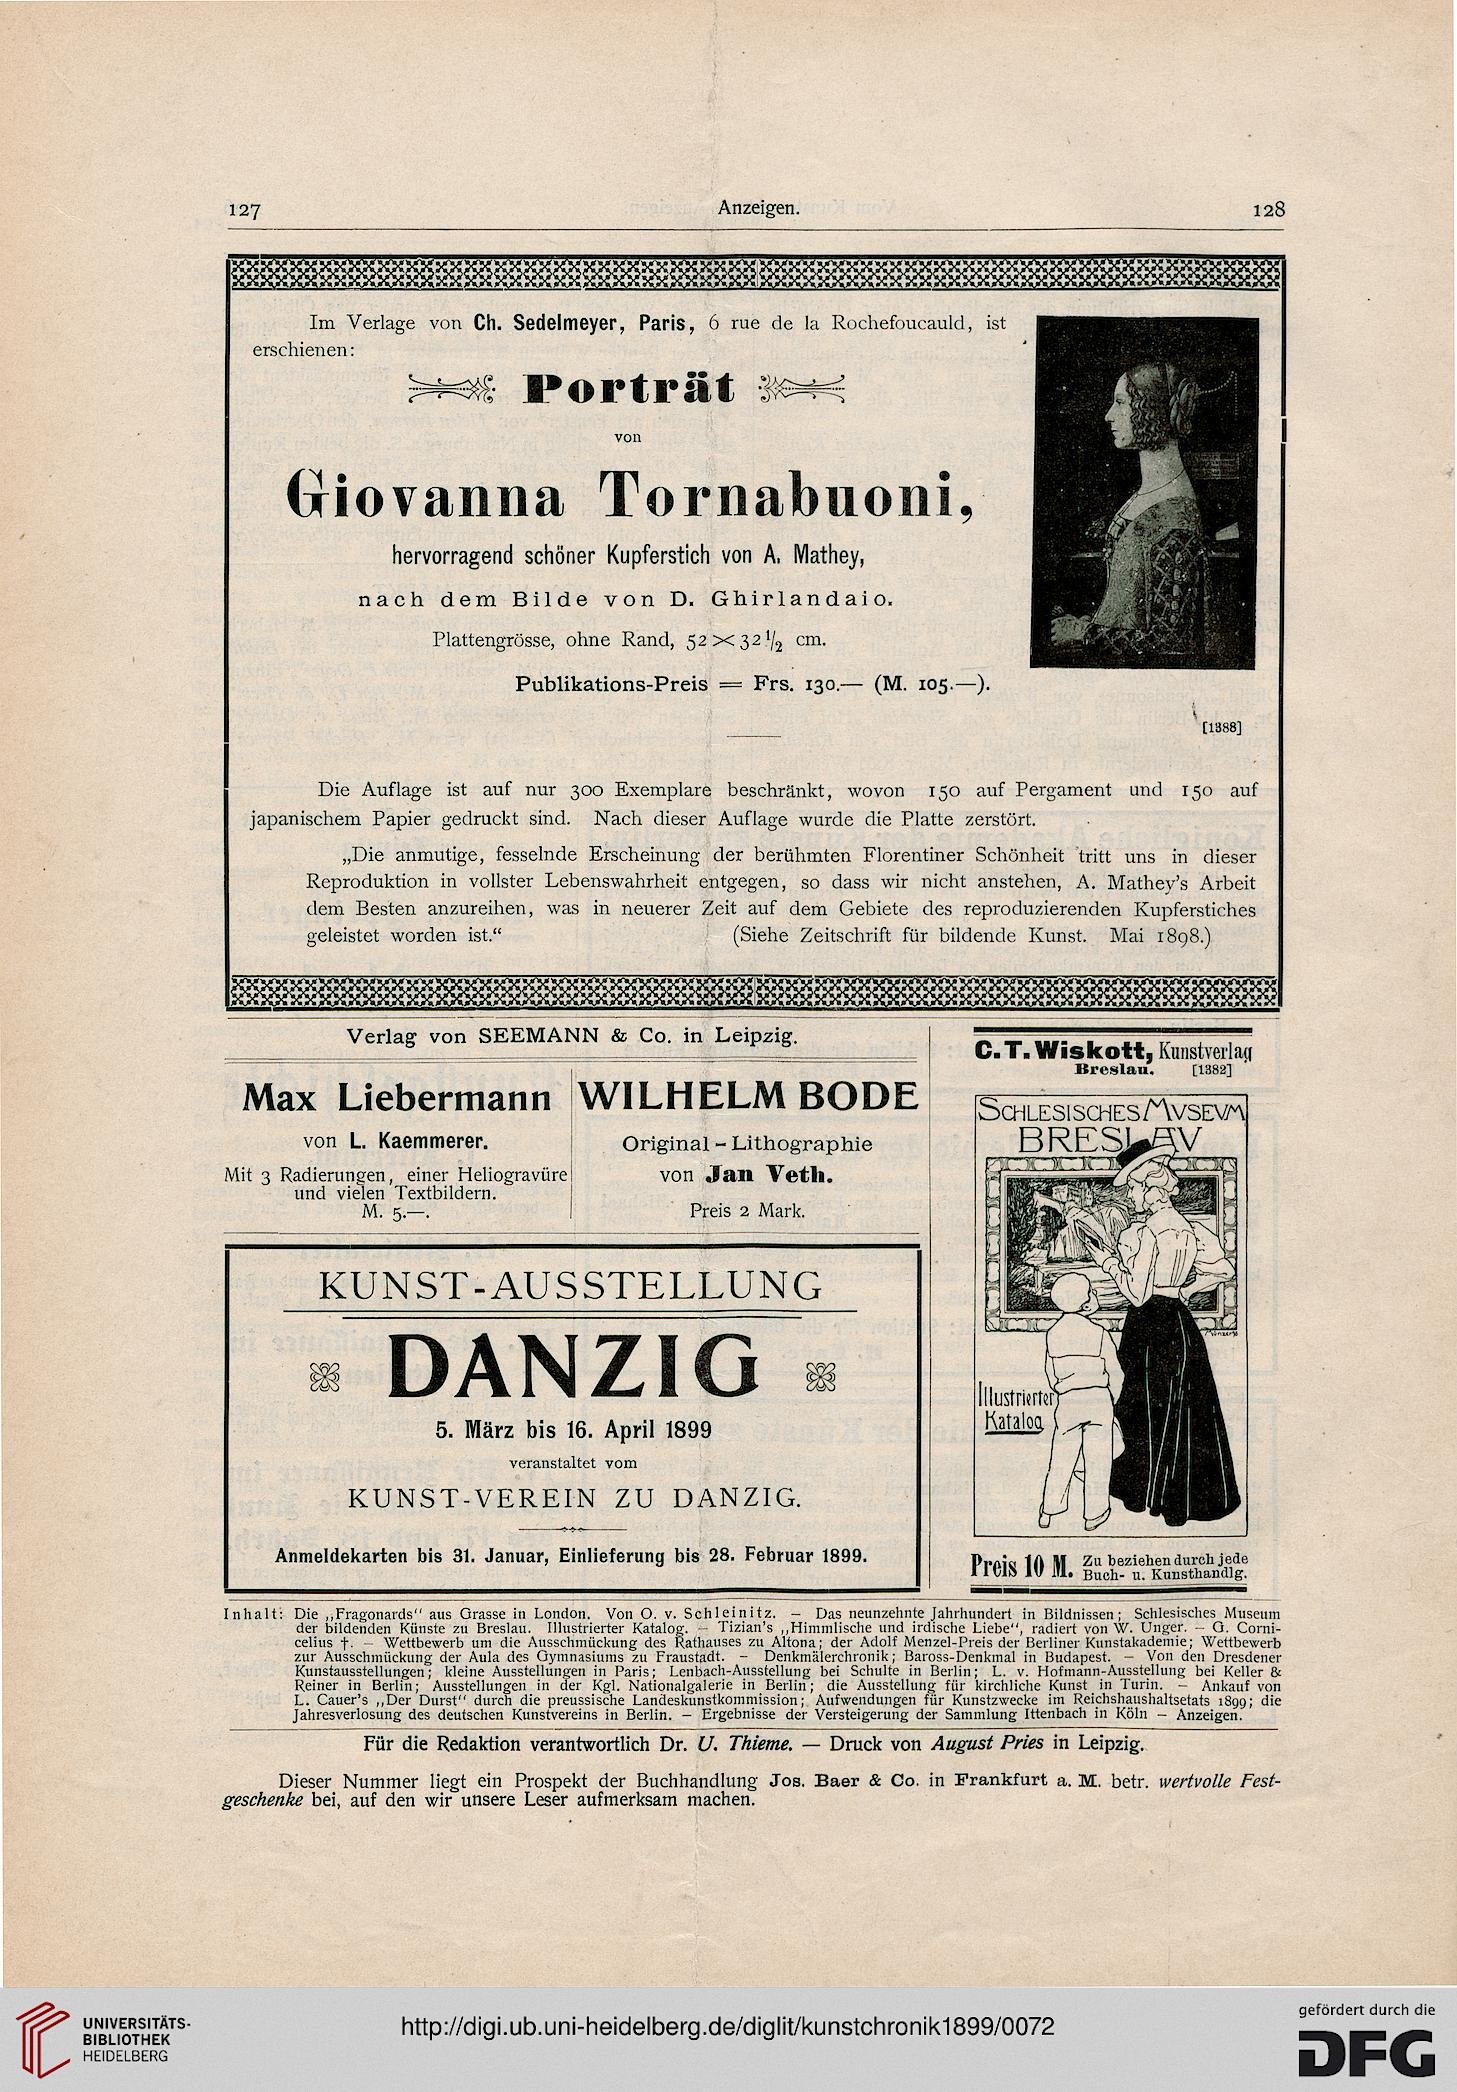 127
Anzeigen.
128
Im Verlage von Ch. Sedelmeyer, Paris, 6 rue de la Rochefoucauld, ist
erschienen:
Porträt
von
Giovanna Tornabuoni,
hervorragend schöner Kupferstich von A. Mathey,
nach dem Bilde von D. Ghirlandaio.
Plattengrösse, ohne Rand, 52×32½ cm.
Publikations-Preis = Frs. 130.— (M. 105.—).
[1388]
Die Auflage ist auf nur 300 Exemplare beschränkt, wovon 150 auf Pergament und 150 auf
japanischem Papier gedruckt sind. Nach dieser Auflage wurde die Platte zerstört.
„Die anmutige, fesselnde Erscheinung der berühmten Florentiner Schönheit tritt uns in dieser
Reproduktion in vollster Lebenswahrheit entgegen, so dass wir nicht anstehen, A. Mathey's Arbeit
dem Besten anzureihen, was in neuerer Zeit auf dem Gebiete des reproduzierenden Kupferstiches
geleistet worden ist.“ (Siehe Zeitschrift für bildende Kunst. Mai 1898.)
Verlag von SEEMANN & Co. in Leipzig.
Max Liebermann
von L. Kaemmerer.
Mit 3 Radierungen, einer Heliogravüre
und vielen Textbildern.
M. 5.—.
WILHELM BODE
Original-Lithographie
von Jan Veth.
Preis 2 Mark.
KUNST-AUSSTELLUNG
DANZIG
5. März bis 16. April 1899
veranstaltet vom
KUNST-VEREIN ZU DANZIG.
Anmeldekarten bis 31. Januar, Einlieferung bis 28. Februar 1899.
C.T. Wiskott, Kunstverlag
Breslau. [1382]
SCHLESISCHES MVSEVM
BRESLAV
Münzer 98
Illustrierter
Katalog
Preis 10 M. Zu beziehen durch jede
Buch- u. Kunsthandlg.
Inhalt: Die „Fragonards“ aus Grasse in London. Von O. v. Schleinitz. — Das neunzehnte Jahrhundert in Bildnissen; Schlesisches Museum
der bildenden Künste zu Breslau. Illustrierter Katalog. — Tizian's „Himmlische und irdische Liebe“, radiert von W. Unger. — G. Corni-
celius †. — Wettbewerb um die Ausschmückung des Rathauses zu Altona; der Adolf Menzel-Preis der Berliner Kunstakademie; Wettbewerb
zur Ausschmückung der Aula des Gymnasiums zu Fraustadt. — Denkmälerchronik; Baross-Denkmal in Budapest. — Von den Dresdener
Kunstausstellungen; kleine Ausstellungen in Paris; Lenbach-Ausstellung bei Schulte in Berlin; L. v. Hofmann-Ausstellung bei Keller &
Reiner in Berlin; Ausstellungen in der Kgl. Nationalgalerie in Berlin; die Ausstellung für kirchliche Kunst in Turin. — Ankauf von
L. Cauer's „Der Durst“ durch die preussische Landeskunstkommission; Aufwendungen für Kunstzwecke im Reichshaushaltsetats 1899; die
Jahresverlosung des deutschen Kunstvereins in Berlin. — Ergebnisse der Versteigerung der Sammlung Ittenbach in Köln — Anzeigen.
Für die Redaktion verantwortlich Dr. U. Thieme. — Druck von August Pries in Leipzig.
Dieser Nummer liegt ein Prospekt der Buchhandlung Jos. Baer & Co. in Frankfurt a. M. betr. wertvolle Fest-
geschenke bei, auf den wir unsere Leser aufmerksam machen.
UNIVERSITÄTS-
BIBLIOTHEK
HEIDELBERG
http://digi.ub.uni-heidelberg.de/diglit/kunstchronik1899/0072
gefördert durch die
DFG